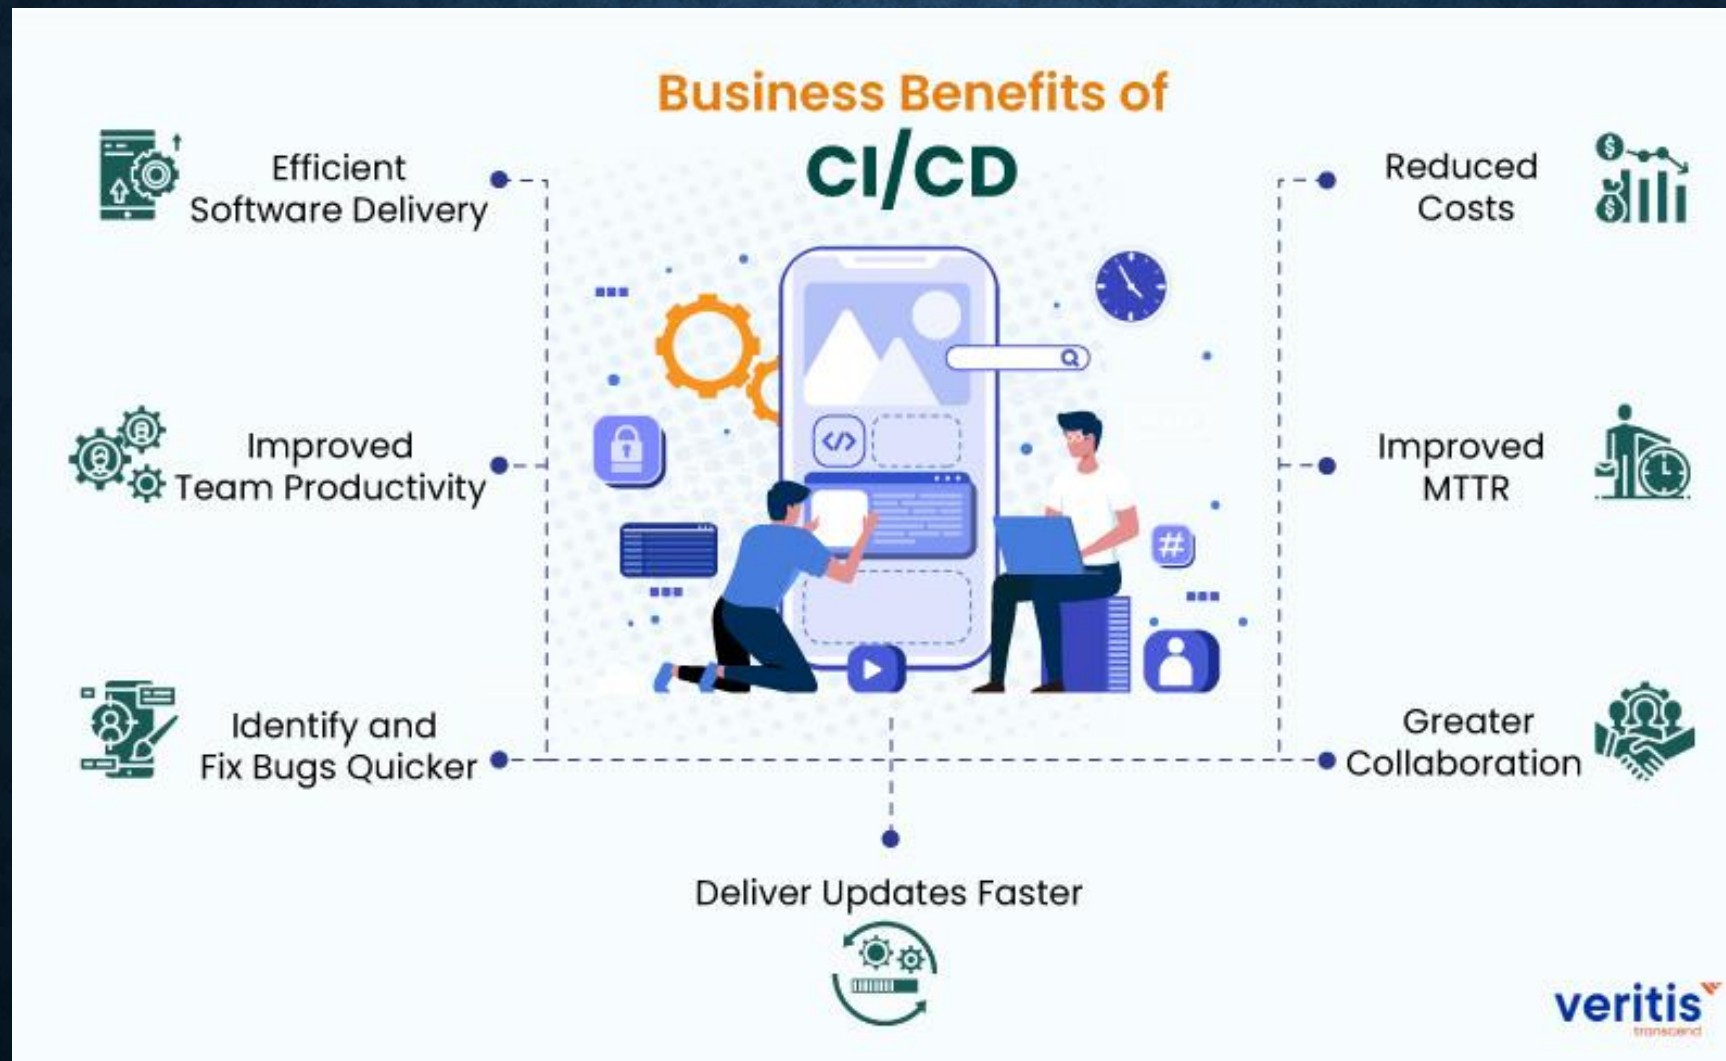 Business Benefits of
CI/CD
Efficient
Software Delivery
Improved
Team Productivity
Identify and
Fix Bugs Quicker
Reduced
Costs
Improved
MTTR
Greater
Collaboration
</>
#
Deliver Updates Faster
veritis
transcend